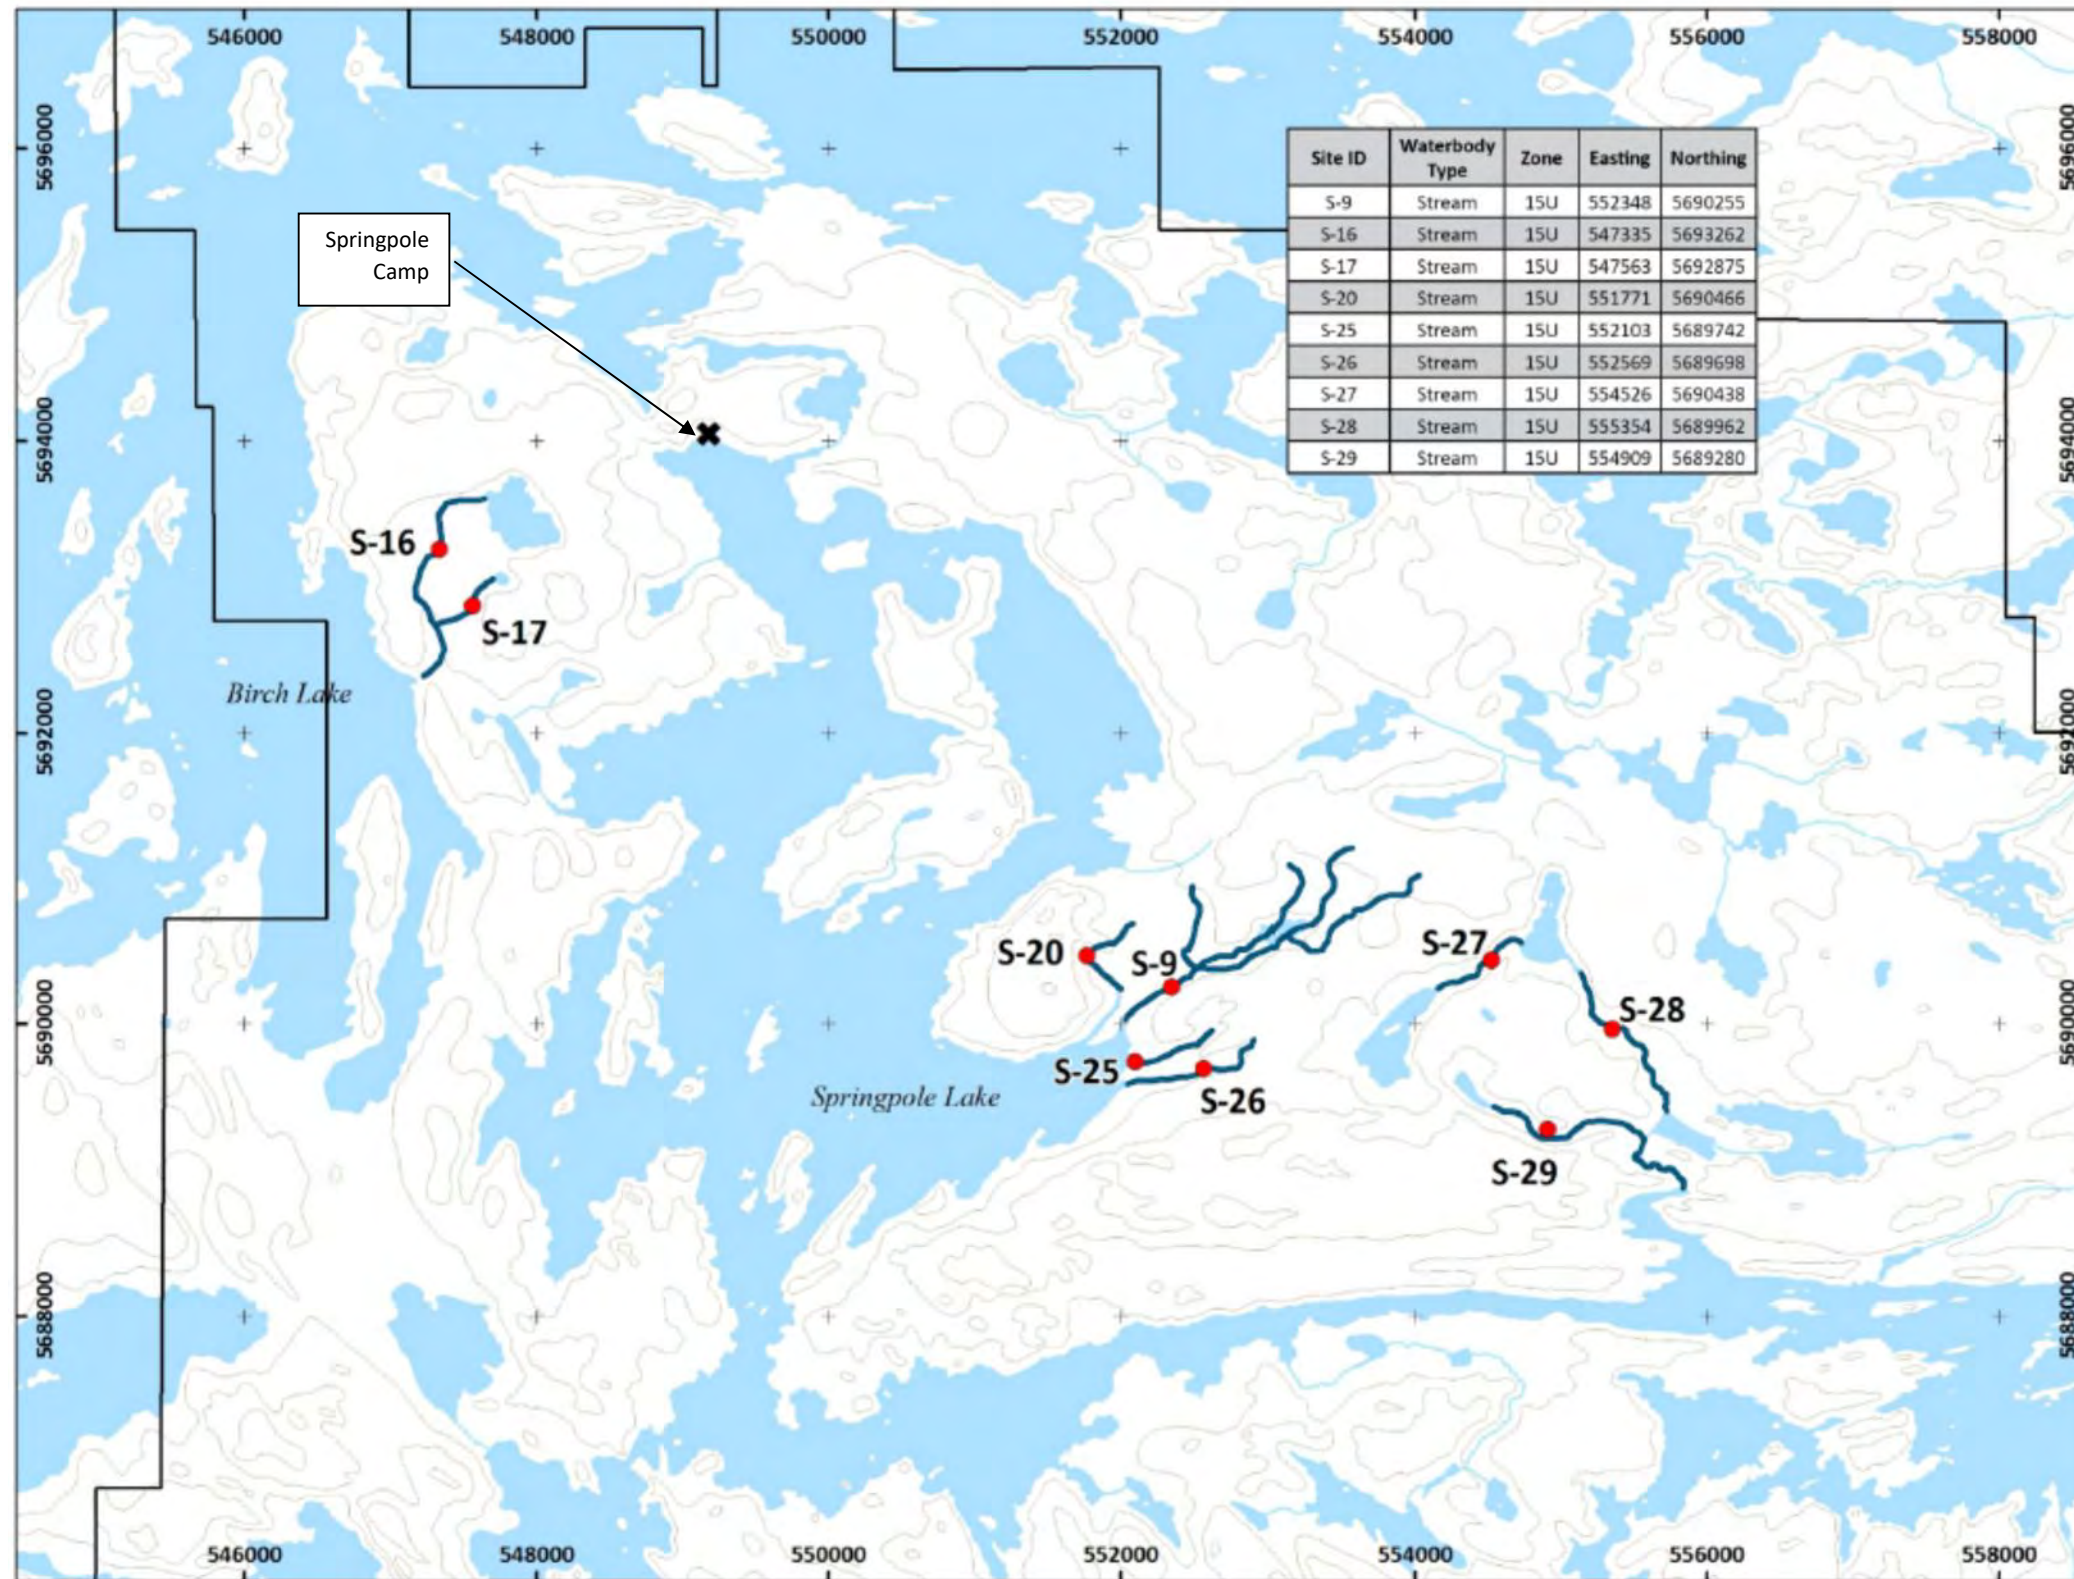 546000 548000 550000 552000 554000 556000 558000
5696000
5696000
Site ID Waterbody Type Zone Easting Northing
S-9 Stream 15U 552348 5690255
S-16 Stream 15U 547335 5693262
S-17 Stream 15U 547563 5692875
S-20 Stream 15U 551771 5690466
S-25 Stream 15U 552103 5689742
S-26 Stream 15U 552569 5689698
S-27 Stream 15U 554526 5690438
S-28 Stream 15U 555354 5689962
S-29 Stream 15U 554909 5689280
Springpole
Camp
5694000
5694000
S-16
S-17
Birch Lake
5692000
5692000
S-27
S-20
S-9
S-28
5690000
5690000
S-25
Springpole Lake
S-26
S-29
5688000
5688000
546000 548000 550000 552000 554000 556000 558000